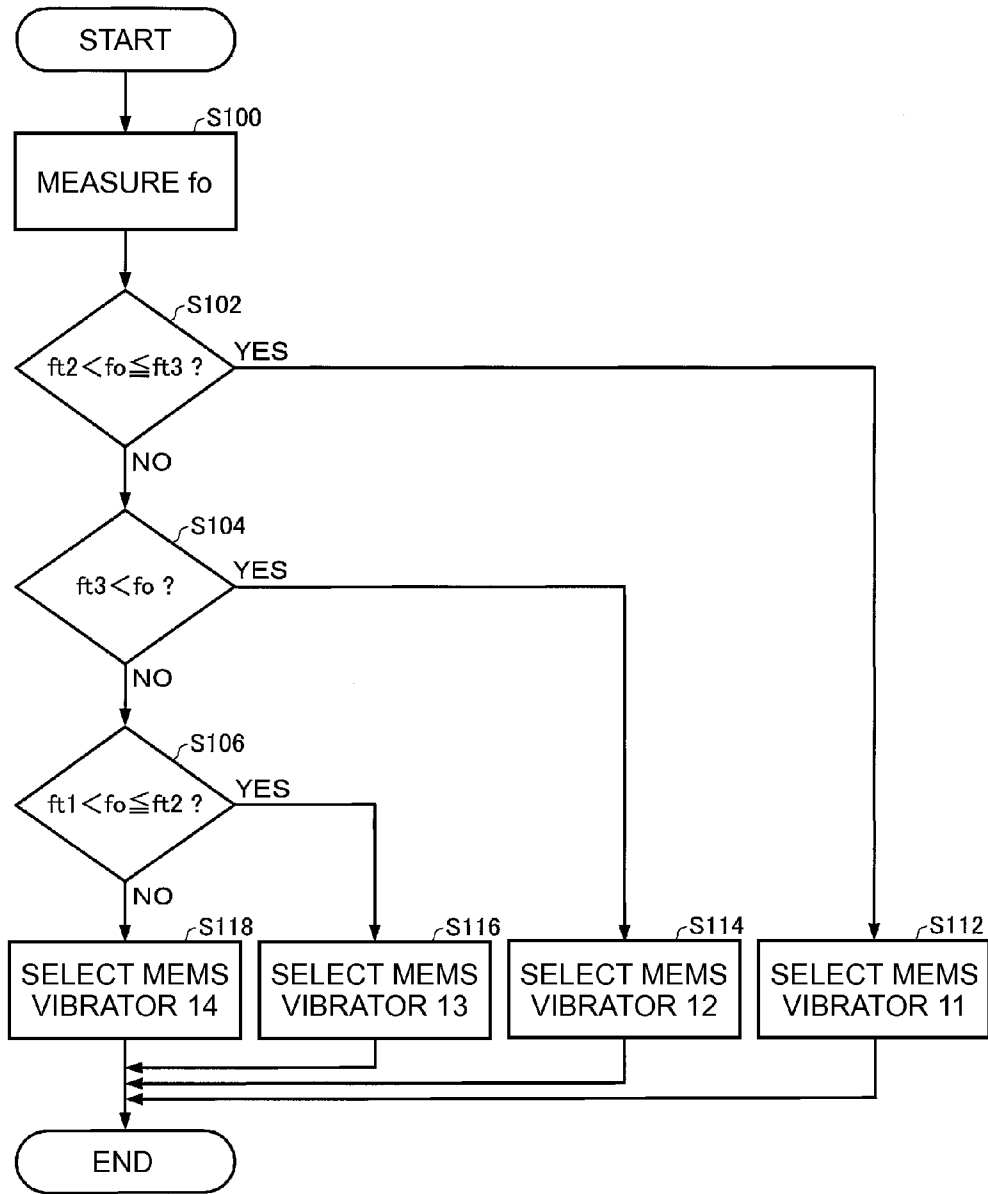 START
S100
MEASURE fo
S102
ft2<fo≦ft3 ?
YES
NO
S104
ft3<fo ?
YES
NO
S106
ft1<fo≦ft2 ?
YES
NO
S118
SELECT MEMS
VIBRATOR 14
S116
SELECT MEMS
VIBRATOR 13
S114
SELECT MEMS
VIBRATOR 12
S112
SELECT MEMS
VIBRATOR 11
END